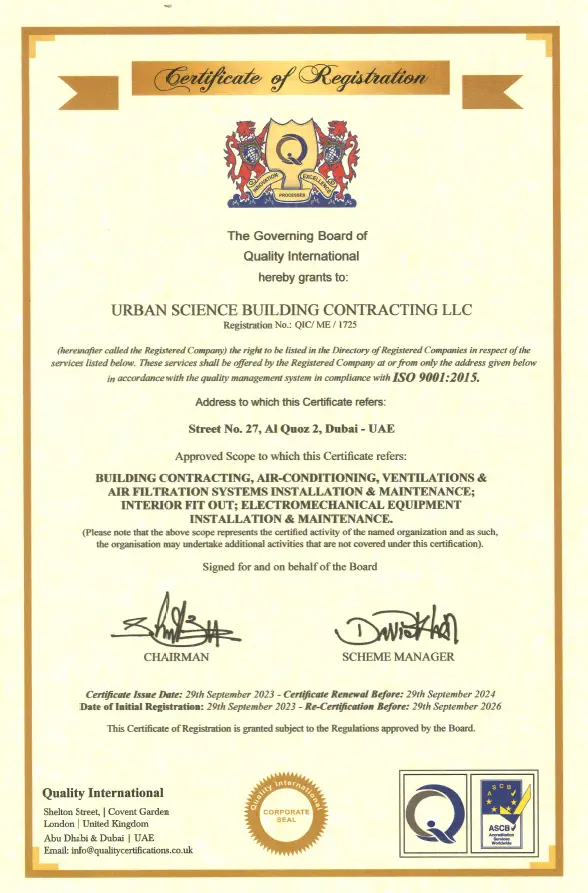 Certificate of Registration
Q
INNOVATION
EXCELLENCE
PROCESSES
The Governing Board of
Quality International
hereby grants to:
URBAN SCIENCE BUILDING CONTRACTING LLC
Registration No.: QIC/ ME / 1725
(hereinafter called the Registered Company) the right to be listed in the Directory of Registered Companies in respect of the
services listed below. These services shall be offered by the Registered Company at or from only the address given below
in accordance with the quality management system in compliance with ISO 9001:2015.
Address to which this Certificate refers:
Street No. 27, Al Quoz 2, Dubai - UAE
Approved Scope to which this Certificate refers:
BUILDING CONTRACTING, AIR-CONDITIONING, VENTILATIONS &
AIR FILTRATION SYSTEMS INSTALLATION & MAINTENANCE;
INTERIOR FIT OUT; ELECTROMECHANICAL EQUIPMENT
INSTALLATION & MAINTENANCE.
(Please note that the above scope represents the certified activity of the named organization and as such,
the organisation may undertake additional activities that are not covered under this certification).
Signed for and on behalf of the Board
CHAIRMAN
SCHEME MANAGER
Certificate Issue Date: 29th September 2023 - Certificate Renewal Before: 29th September 2024
Date of Initial Registration: 29th September 2023 - Re-Certification Before: 29th September 2026
This Certificate of Registration is granted subject to the Regulations approved by the Board.
Quality International
Shelton Street, | Covent Garden
London | United Kingdom
Abu Dhabi & Dubai | UAE
Email: info@qualitycertifications.co.uk
Quality International
CORPORATE
SEAL
Q
ASCB
ASCB
Accreditation
Services
Worldwide